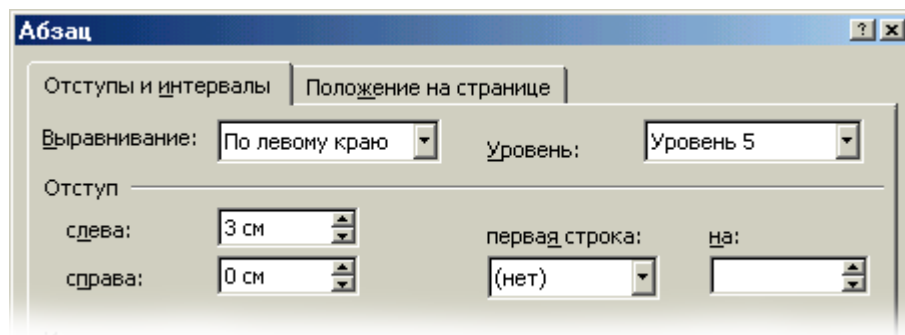 Абзац
Отступы и интервалы Положение на странице
Выравнивание: По левому краю Уровень: Уровень 5
Отступ
слева: 3 см первая строка: на:
справа: 0 см (нет)